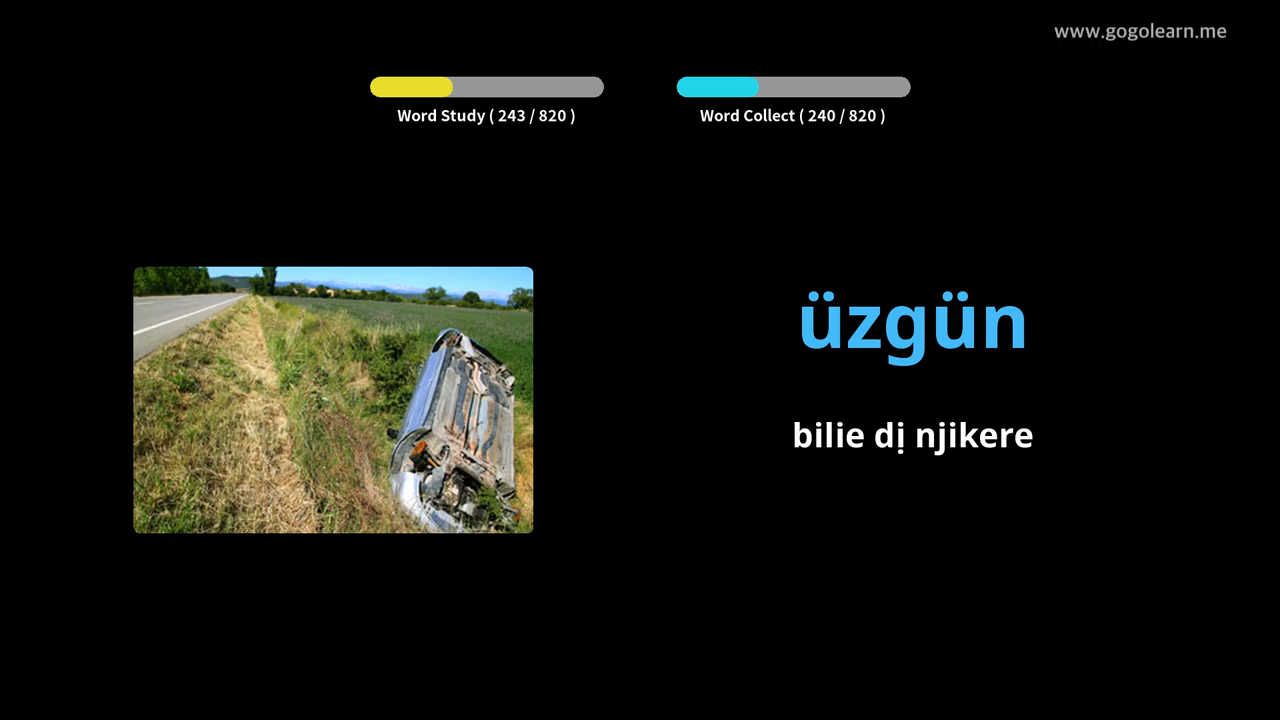 www.gogolearn.me
Word Study ( 243 / 820 )
Word Collect ( 240 / 820 )
üzgün
bilie dị njikere